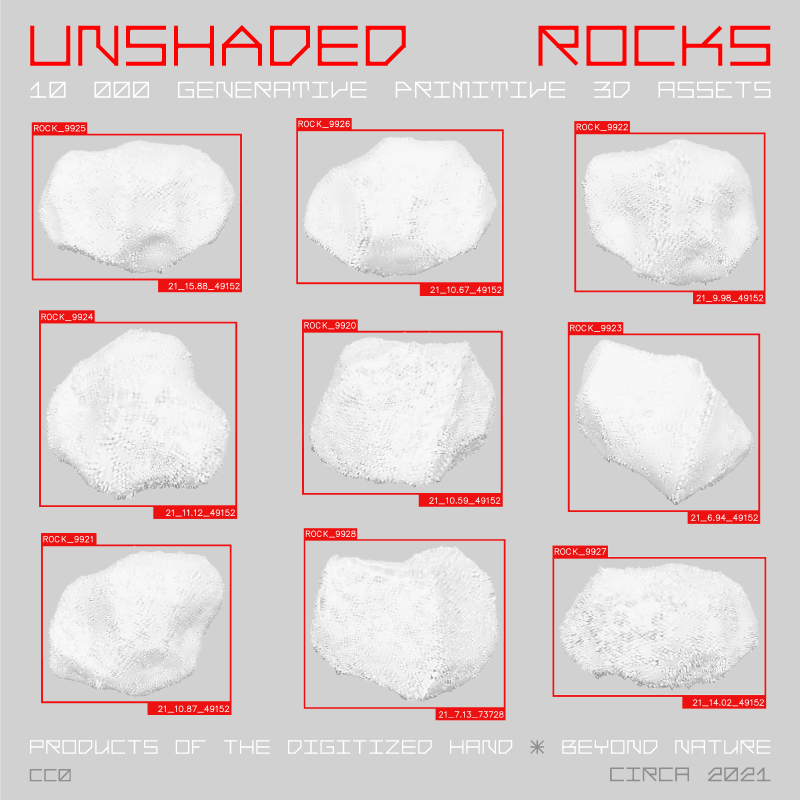 UNSHADED ROCKS
10 000 GENERATIVE PRIMITIVE 3D ASSETS
ROCK_9925
21_15.88_49152
ROCK_9926
21_10.67_49152
ROCK_9922
21_9.98_49152
ROCK_9924
21_11.12_49152
ROCK_9920
21_10.59_49152
ROCK_9923
21_6.94_49152
ROCK_9921
21_10.87_49152
ROCK_9928
21_7.13_73728
ROCK_9927
21_14.02_49152
PRODUCTS OF THE DIGITIZED HAND * BEYOND NATURE
CC0 CIRCA 2021